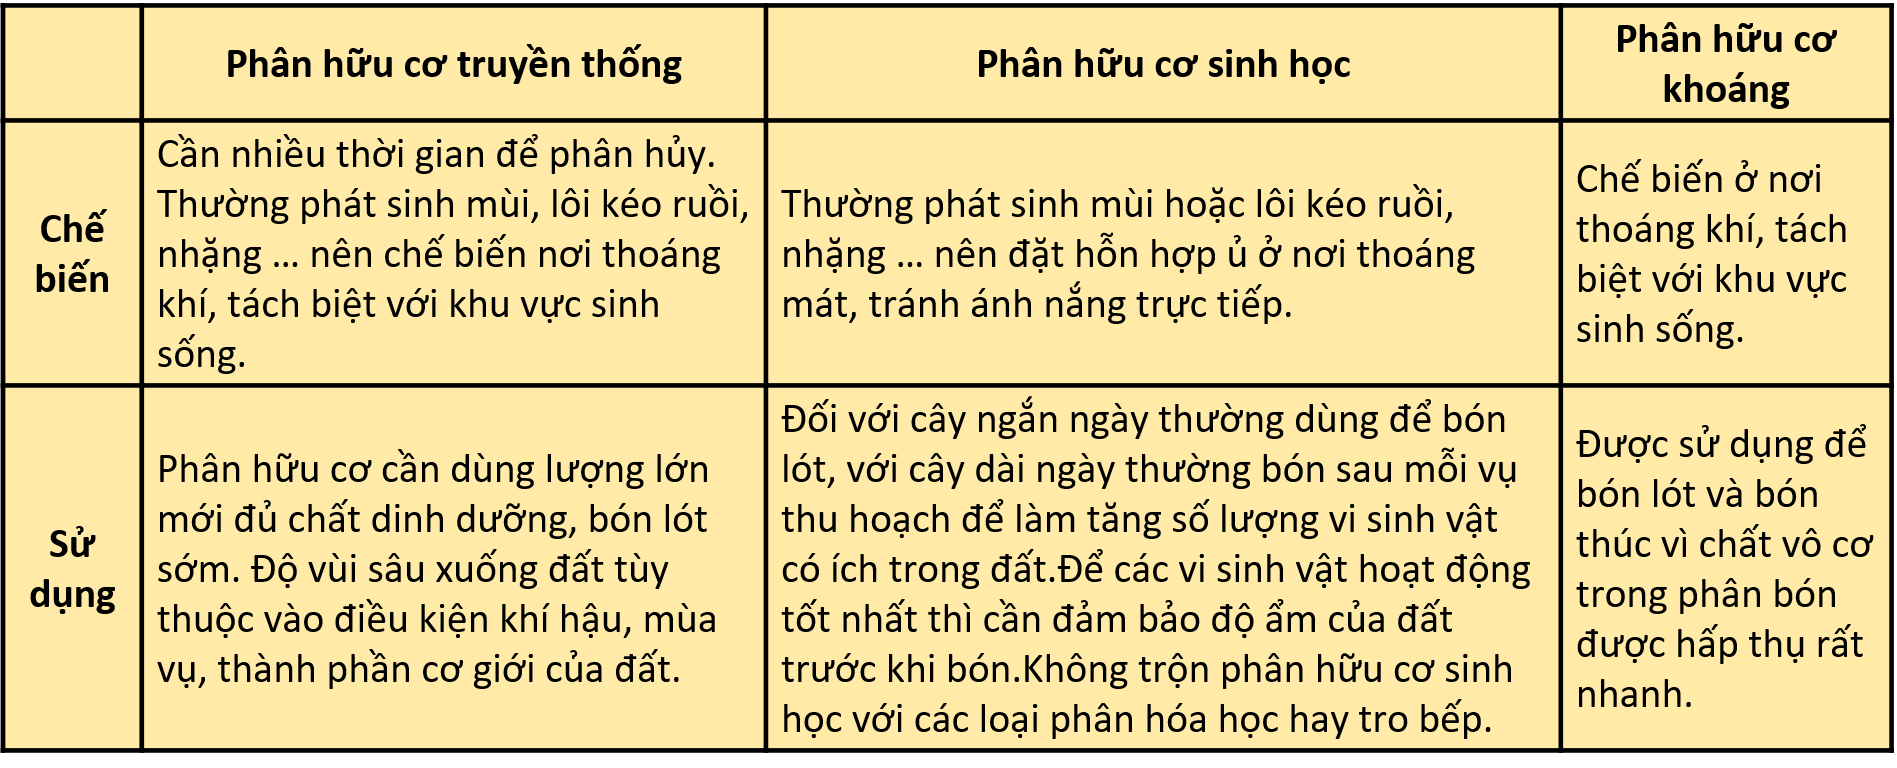 Phân hữu cơ truyền thống
Phân hữu cơ sinh học
Phân hữu cơ
khoáng
Chế
biến
Cần nhiều thời gian để phân hủy.
Thường phát sinh mùi, lôi kéo ruồi,
nhặng ... nên chế biến nơi thoáng
khí, tách biệt với khu vực sinh
sống.
Thường phát sinh mùi hoặc lôi kéo ruồi,
nhặng ... nên đặt hỗn hợp ủ ở nơi thoáng
mát, tránh ánh nắng trực tiếp.
Chế biến ở nơi
thoáng khí, tách
biệt với khu vực
sinh sống.
Sử
dụng
Phân hữu cơ cần dùng lượng lớn
mới đủ chất dinh dưỡng, bón lót
sớm. Độ vùi sâu xuống đất tùy
thuộc vào điều kiện khí hậu, mùa
vụ, thành phần cơ giới của đất.
Đối với cây ngắn ngày thường dùng để bón
lót, với cây dài ngày thường bón sau mỗi vụ
thu hoạch để làm tăng số lượng vi sinh vật
có ích trong đất.Để các vi sinh vật hoạt động
tốt nhất thì cần đảm bảo độ ẩm của đất
trước khi bón.Không trộn phân hữu cơ sinh
học với các loại phân hóa học hay tro bếp.
Được sử dụng để
bón lót và bón
thúc vì chất vô cơ
trong phân bón
được hấp thụ rất
nhanh.